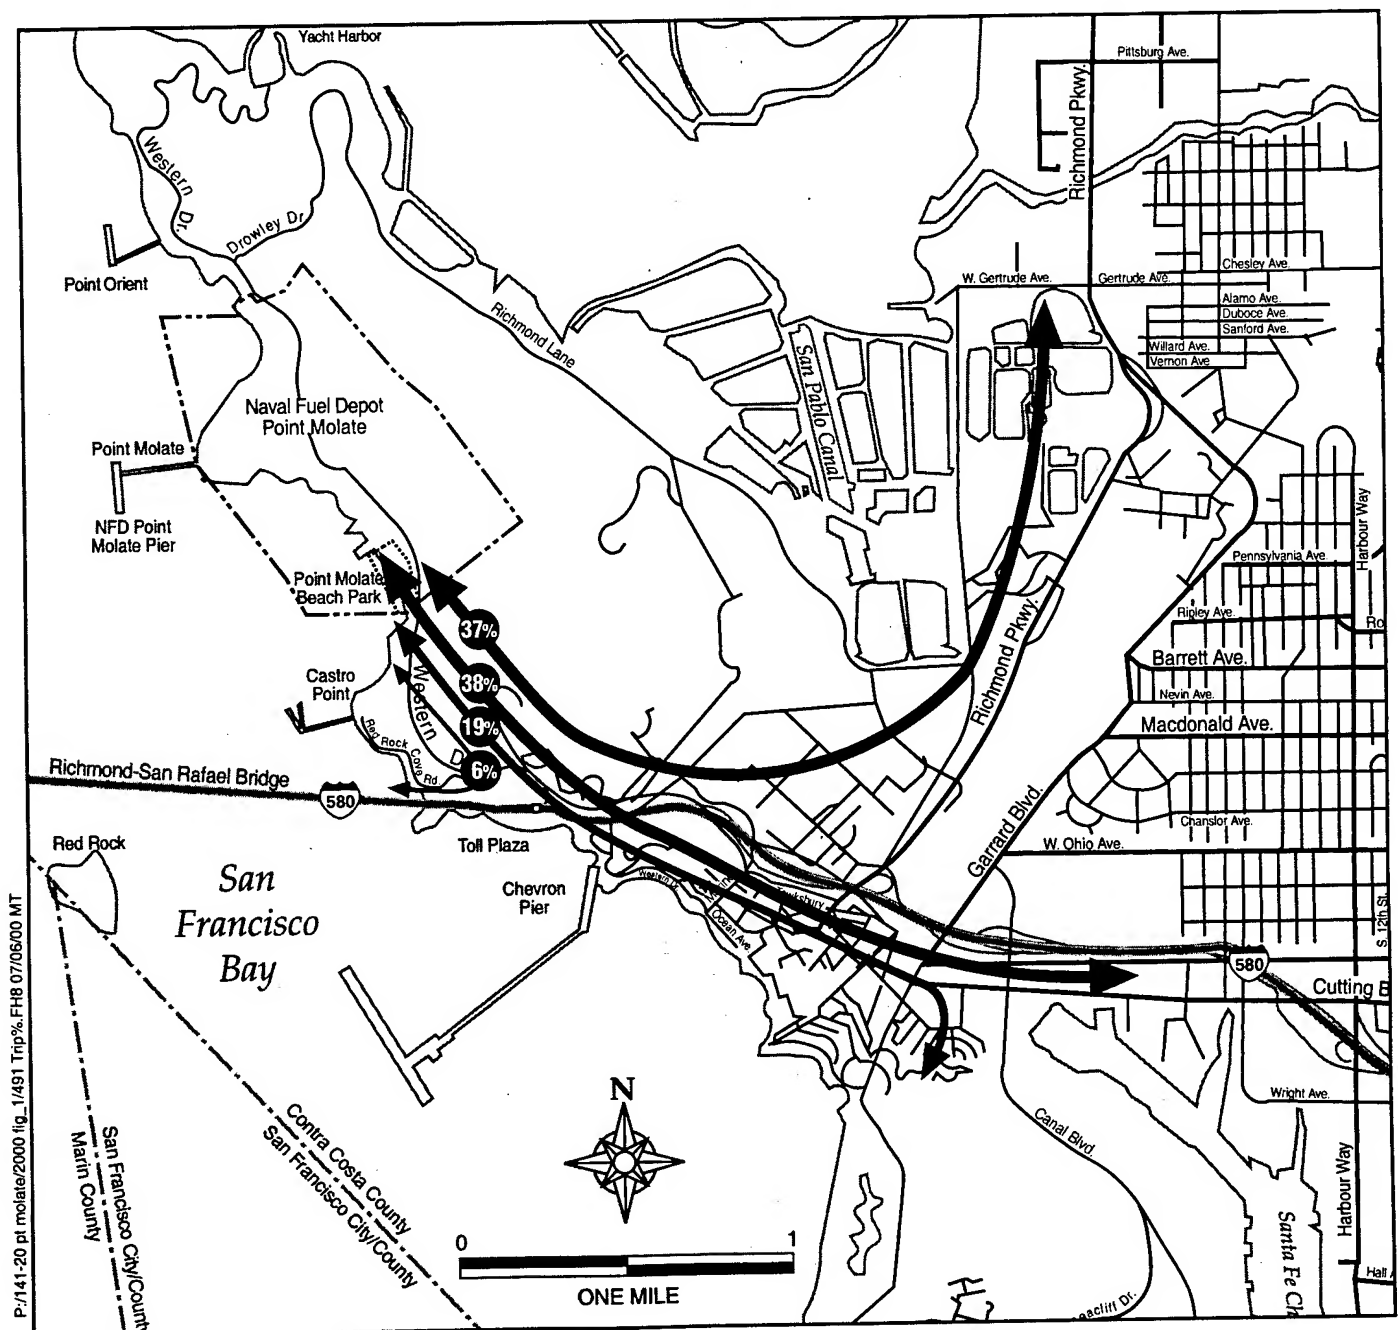 Yacht Harbor
Pittsburg Ave.
Richmond Pkwy.
Western
Dr.
Drowley Dr
Point Orient
W. Gertrude Ave.
Gertrude Ave.
Chesley Ave.
Alamo Ave.
Duboce Ave.
Sanford Ave.
Willard Ave.
Vernon Ave
Richmond Lane
San Pablo Canal
Naval Fuel Depot
Point Molate
Point Molate
NFD Point
Molate Pier
Harbour Way
Pennsylvania Ave.
Point Molate
Beach Park
Ripley Ave.
Ro
37%
Richmond Pkwy.
Barrett Ave.
Castro
Point
38%
Nevin Ave.
Western
D
19%
Macdonald Ave.
Red Rock Cove Rd
6%
Richmond-San Rafael Bridge
580
Garrard Blvd.
Chanslor Ave.
Red Rock
Toll Plaza
W. Ohio Ave.
San
Francisco
Bay
Chevron
Pier
Western Dr.
Ocean Ave.
S. 12th St.
580
Cutting B
P:/141-20 pt molate/2000 fig_1/491 Trip%.FH8 07/06/00 MT
N
Wright Ave.
Canal Blvd.
Contra Costa County
San Francisco City/County
San Francisco City/Count
Marin County
Harbour Way
Santa Fe Ch
0 1
ONE MILE
Hall
acliff Dr.